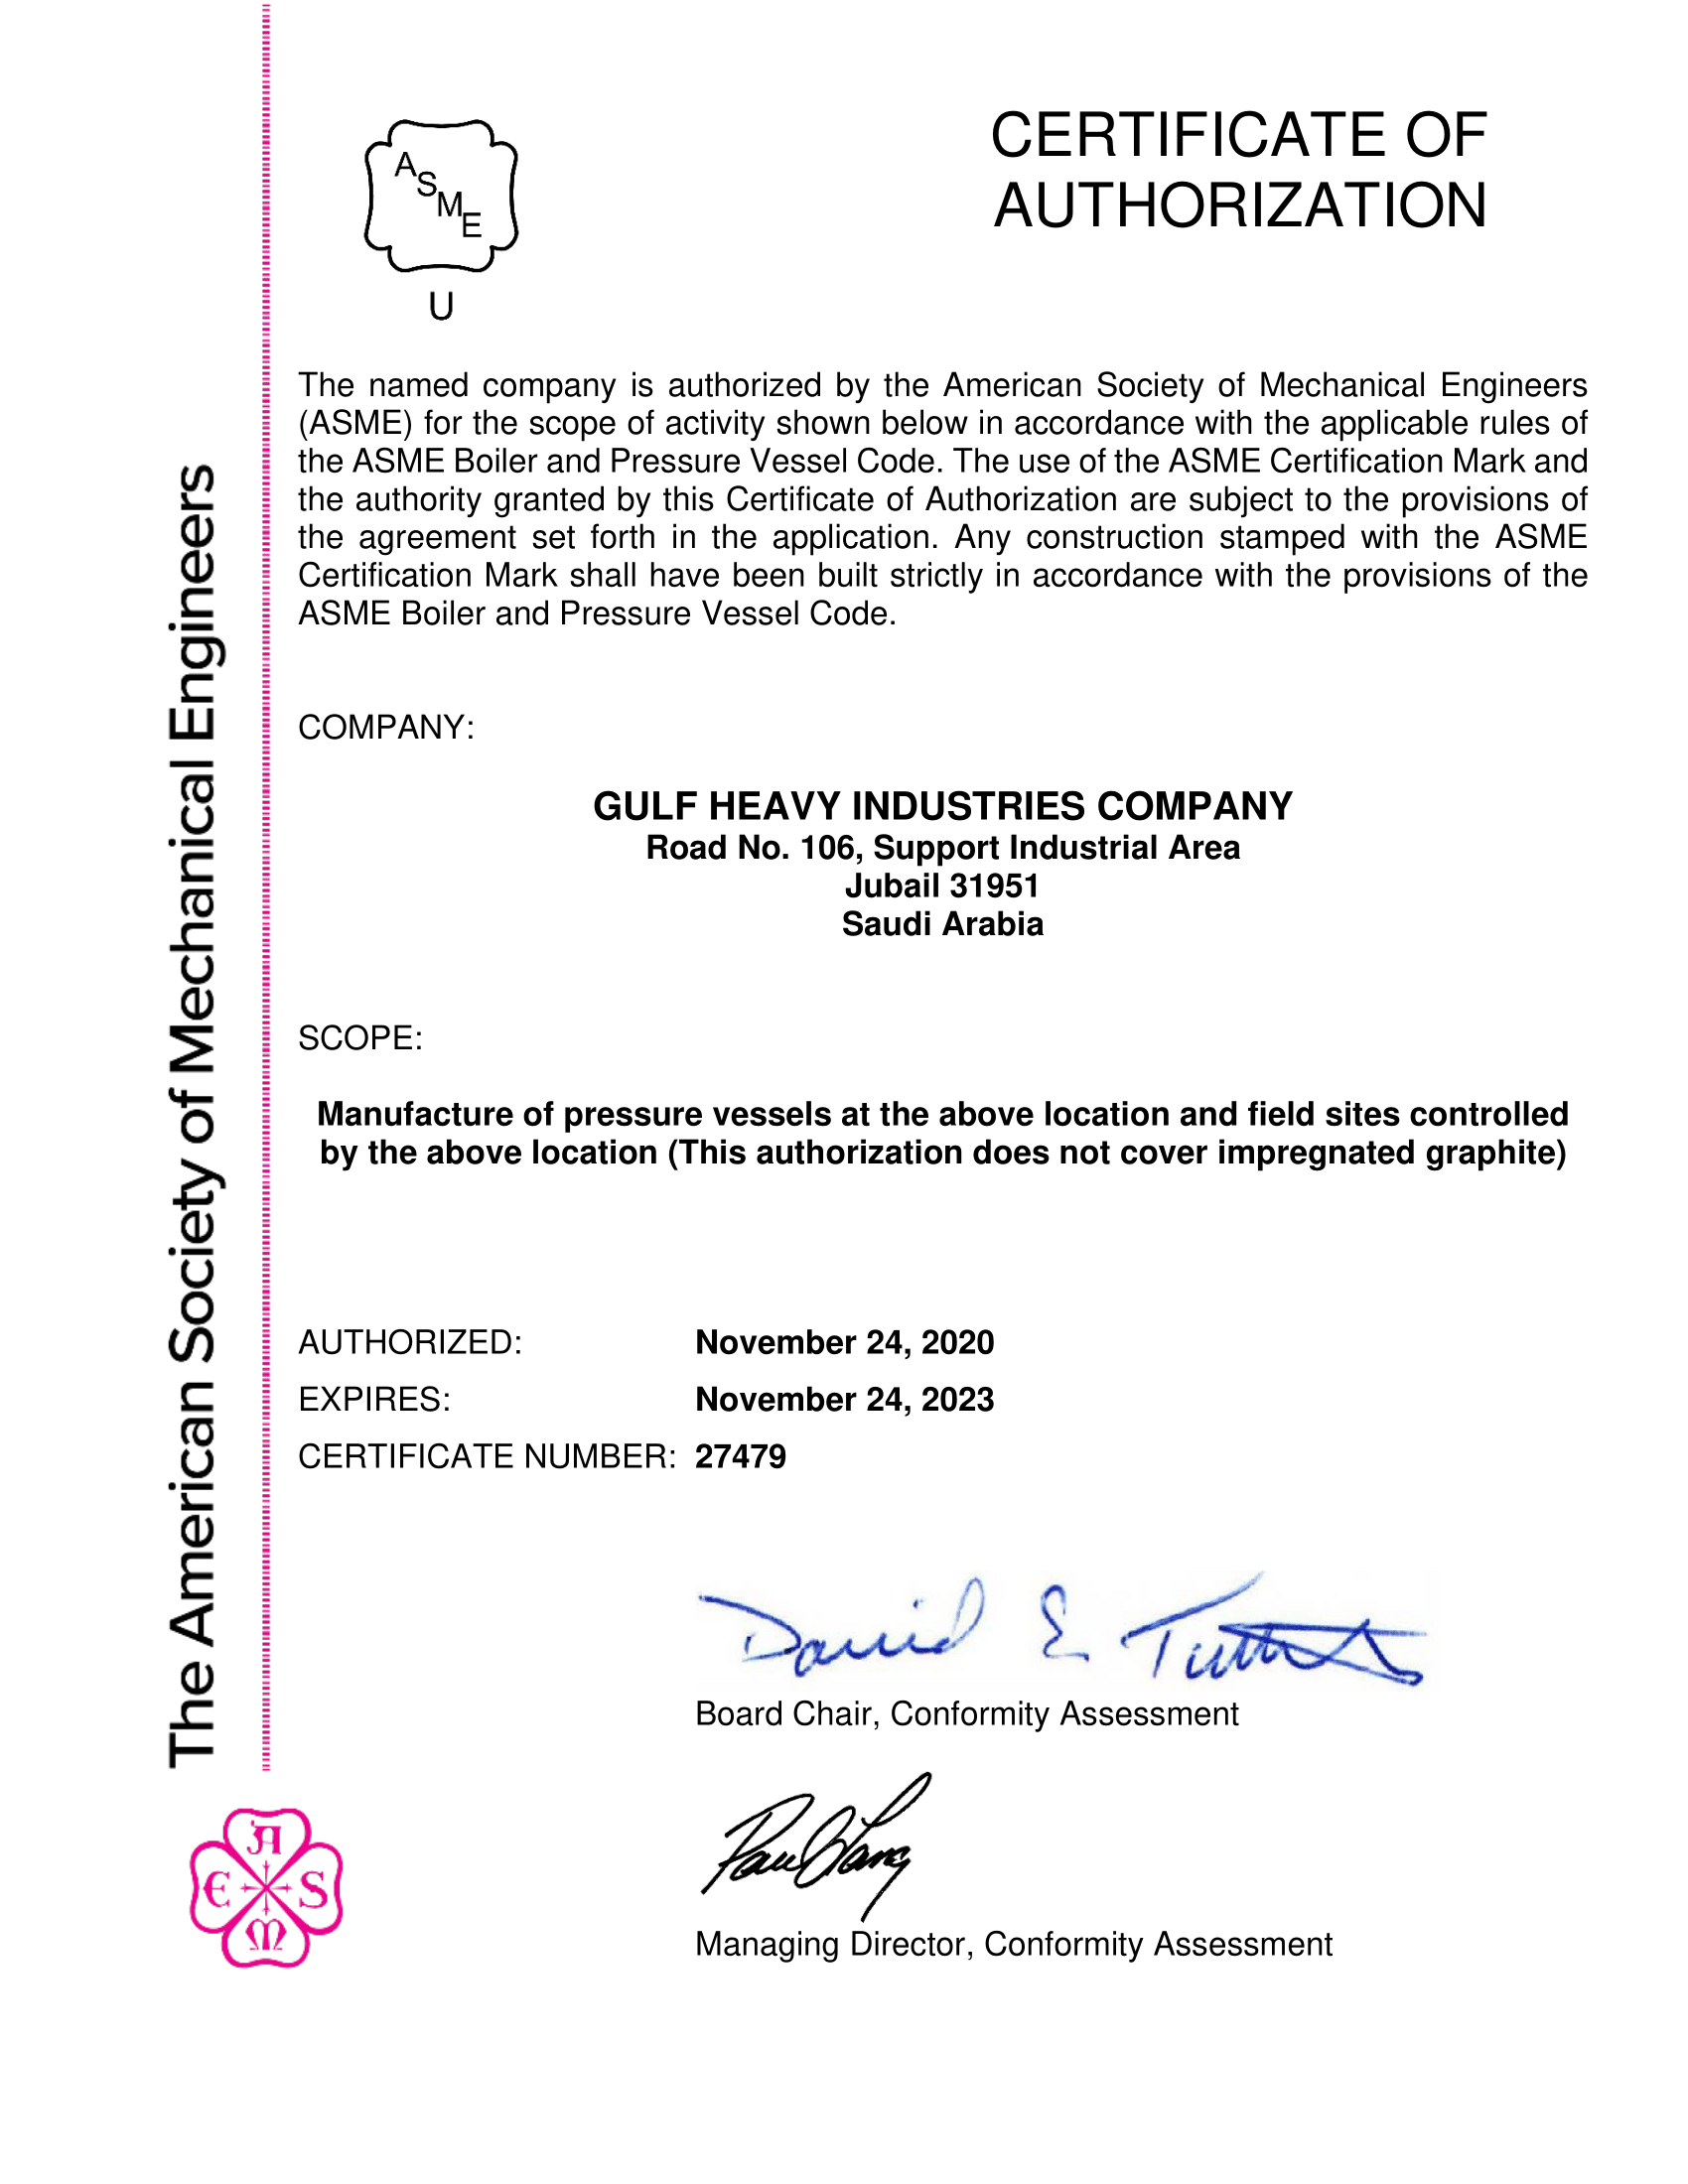 CERTIFICATE OF
AUTHORIZATION
A
S
M
E
U
The named company is authorized by the American Society of Mechanical Engineers
(ASME) for the scope of activity shown below in accordance with the applicable rules of
the ASME Boiler and Pressure Vessel Code. The use of the ASME Certification Mark and
the authority granted by this Certificate of Authorization are subject to the provisions of
the agreement set forth in the application. Any construction stamped with the ASME
Certification Mark shall have been built strictly in accordance with the provisions of the
ASME Boiler and Pressure Vessel Code.
COMPANY:
GULF HEAVY INDUSTRIES COMPANY
Road No. 106, Support Industrial Area
Jubail 31951
Saudi Arabia
SCOPE:
Manufacture of pressure vessels at the above location and field sites controlled
by the above location (This authorization does not cover impregnated graphite)
AUTHORIZED: November 24, 2020
EXPIRES: November 24, 2023
CERTIFICATE NUMBER: 27479
David E
Board Chair, Conformity Assessment
Managing Director, Conformity Assessment
The American Society of Mechanical Engineers
A
E S
M